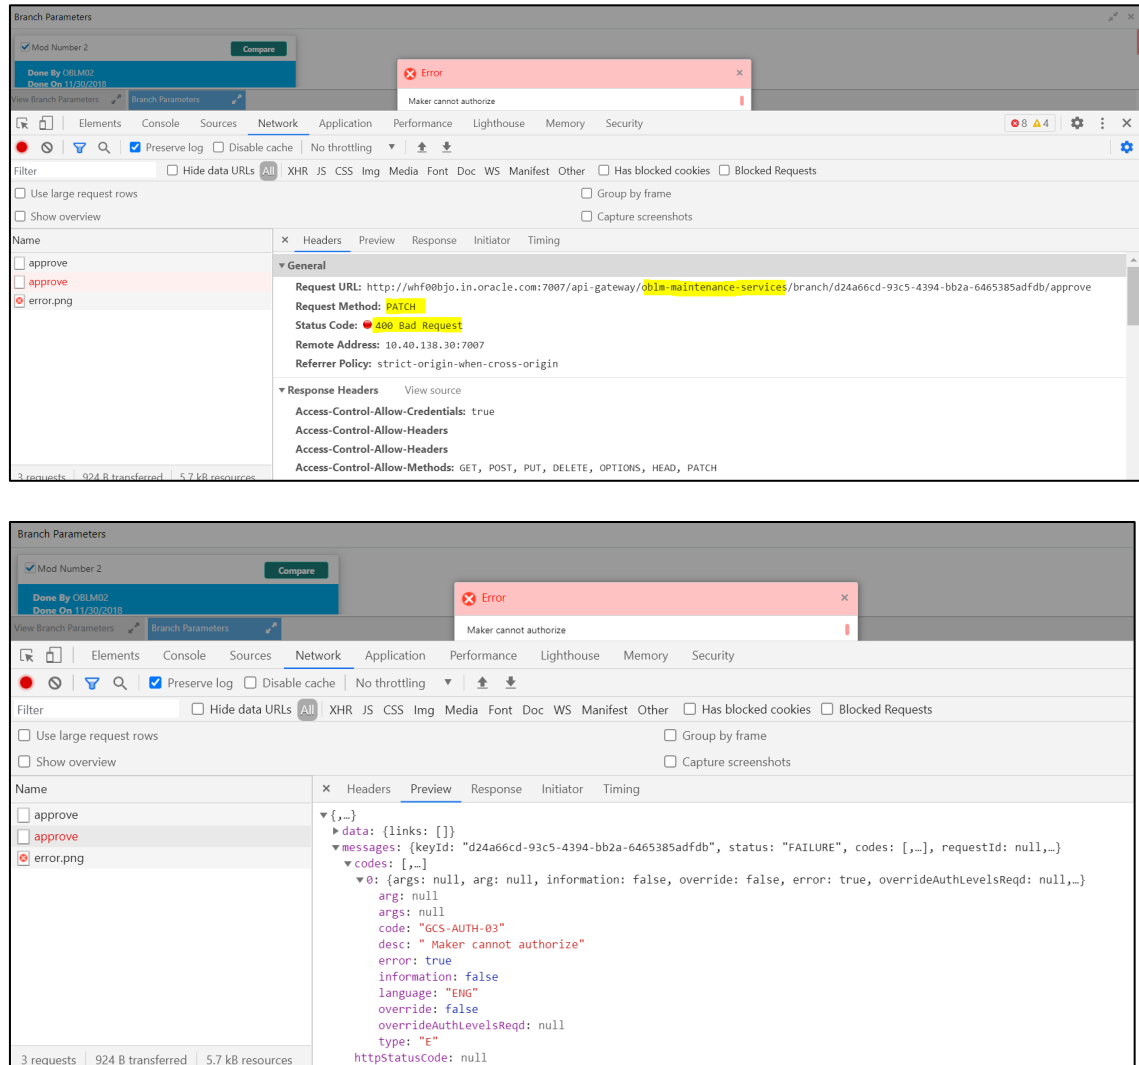 Branch Parameters
Mod Number 2 Compare
Done By OBLM02
Done On 11/30/2018
Error ×
Maker cannot authorize
View Branch Parameters Branch Parameters
Elements Console Sources Network Application Performance Lighthouse Memory Security 8 4
Preserve log Disable cache No throttling
Filter Hide data URLs All XHR JS CSS Img Media Font Doc WS Manifest Other Has blocked cookies Blocked Requests
Use large request rows Group by frame
Show overview Capture screenshots
Name × Headers Preview Response Initiator Timing
approve
approve
error.png
General
Request URL: http://whf00bjo.in.oracle.com:7007/api-gateway/oblm-maintenance-services/branch/d24a66cd-93c5-4394-bb2a-6465385adfdb/approve
Request Method: PATCH
Status Code: 400 Bad Request
Remote Address: 10.40.138.30:7007
Referrer Policy: strict-origin-when-cross-origin
Response Headers View source
Access-Control-Allow-Credentials: true
Access-Control-Allow-Headers
Access-Control-Allow-Headers
Access-Control-Allow-Methods: GET, POST, PUT, DELETE, OPTIONS, HEAD, PATCH
3 requests 924 B transferred 5.7 kB resources
Branch Parameters
Mod Number 2 Compare
Done By OBLM02
Done On 11/30/2018
Error ×
Maker cannot authorize
View Branch Parameters Branch Parameters
Elements Console Sources Network Application Performance Lighthouse Memory Security
Preserve log Disable cache No throttling
Filter Hide data URLs All XHR JS CSS Img Media Font Doc WS Manifest Other Has blocked cookies Blocked Requests
Use large request rows Group by frame
Show overview Capture screenshots
Name × Headers Preview Response Initiator Timing
approve
approve
error.png
{,…}
data: {links: []}
messages: {keyId: "d24a66cd-93c5-4394-bb2a-6465385adfdb", status: "FAILURE", codes: [,…], requestId: null,…}
codes: [,…]
0: {args: null, arg: null, information: false, override: false, error: true, overrideAuthLevelsReqd: null,…}
arg: null
args: null
code: "GCS-AUTH-03"
desc: " Maker cannot authorize"
error: true
information: false
language: "ENG"
override: false
overrideAuthLevelsReqd: null
type: "E"
httpStatusCode: null
3 requests 924 B transferred 5.7 kB resources